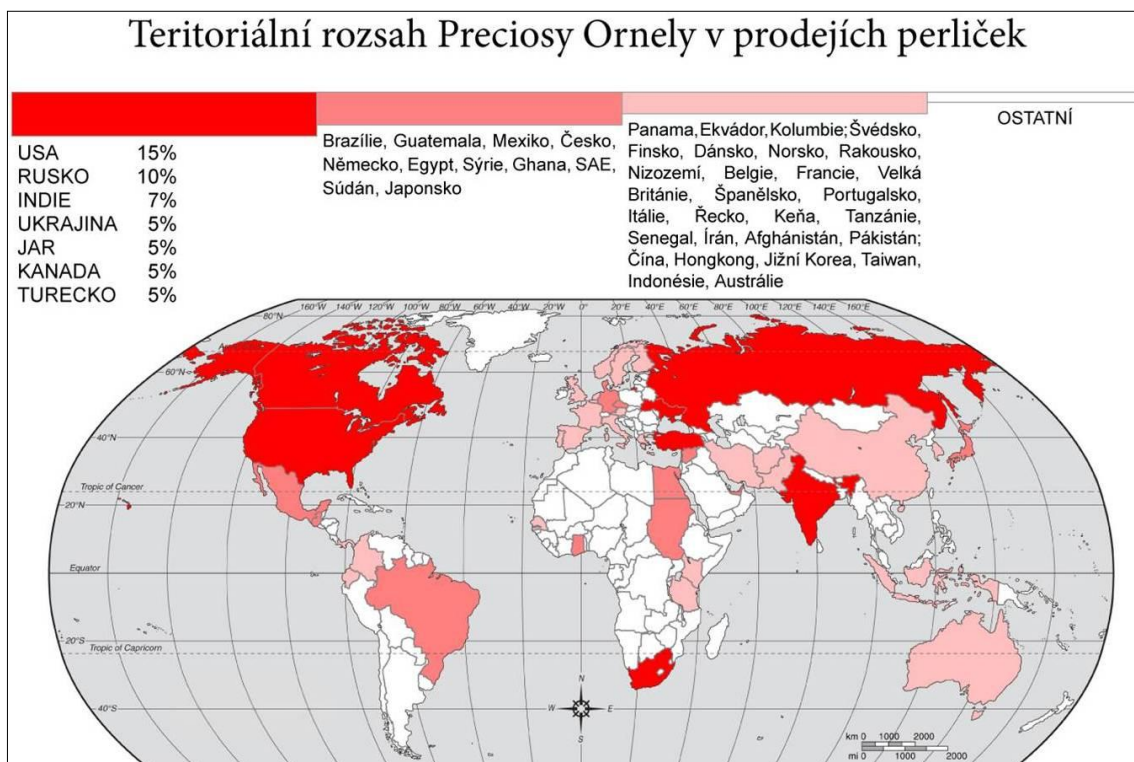 Teritoriální rozsah Preciosy Ornely v prodejích perliček
USA 15%
RUSKO 10%
INDIE 7%
UKRAJINA 5%
JAR 5%
KANADA 5%
TURECKO 5%
Brazílie, Guatemala, Mexiko, Česko,
Německo, Egypt, Sýrie, Ghana, SAE,
Súdán, Japonsko
Panama, Ekvádor, Kolumbie; Švédsko,
Finsko, Dánsko, Norsko, Rakousko,
Nizozemí, Belgie, Francie, Velká
Británie, Španělsko, Portugalsko,
Itálie, Řecko, Keňa, Tanzánie,
Senegal, Írán, Afghánistán, Pákistán;
Čína, Hongkong, Jižní Korea, Taiwan,
Indonésie, Austrálie
OSTATNÍ
160°W 140°W 120°W 100°W 80°W 60°W 40°W 20°W 0° 20°E 40°E 60°E 80°E 100°E 120°E 140°E 160°E
80°N
60°N
40°N
Tropic of Cancer
20°N
Equator
20°S
Tropic of Capricorn
40°S
N
W E
S
km 0 1000 2000
mi 0 1000 2000